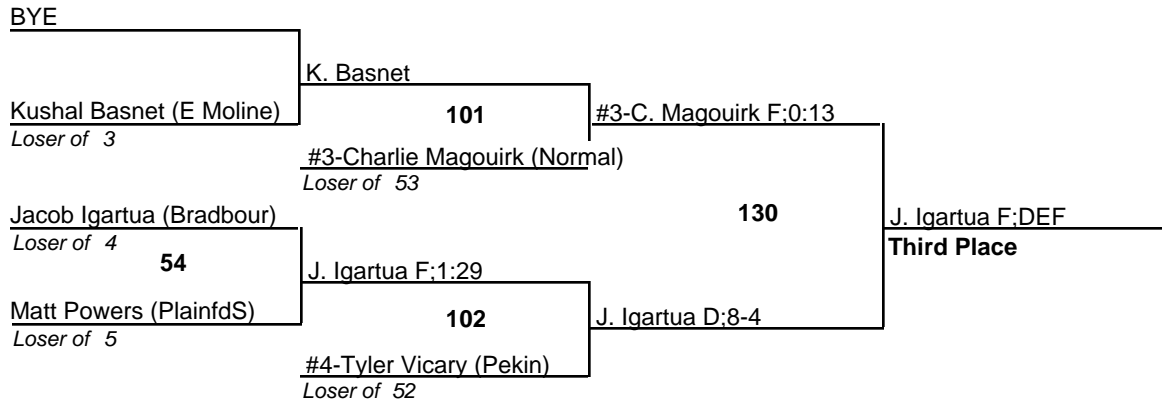 BYE
K. Basnet
Kushal Basnet (E Moline)
101
#3-C. Magouirk F;0:13
Loser of 3
#3-Charlie Magouirk (Normal)
Loser of 53
Jacob Igartua (Bradbour)
130
J. Igartua F;DEF
Loser of 4
54
Third Place
J. Igartua F;1:29
Matt Powers (PlainfdS)
102
J. Igartua D;8-4
Loser of 5
#4-Tyler Vicary (Pekin)
Loser of 52